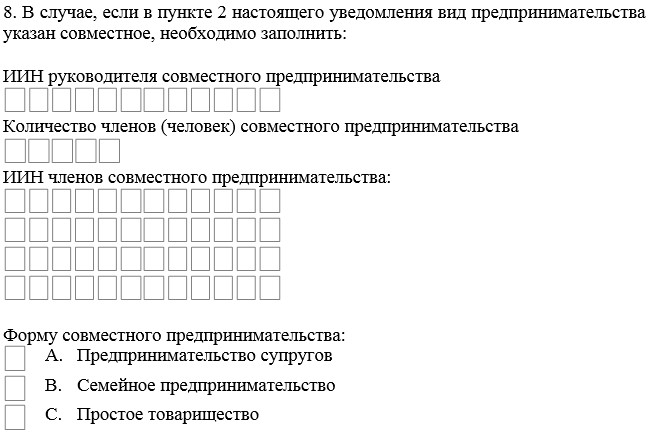 8. В случае, если в пункте 2 настоящего уведомления вид предпринимательства
указан совместное, необходимо заполнить:
ИИН руководителя совместного предпринимательства
Количество членов (человек) совместного предпринимательства
ИИН членов совместного предпринимательства:
Форму совместного предпринимательства:
A. Предпринимательство супругов
B. Семейное предпринимательство
C. Простое товарищество